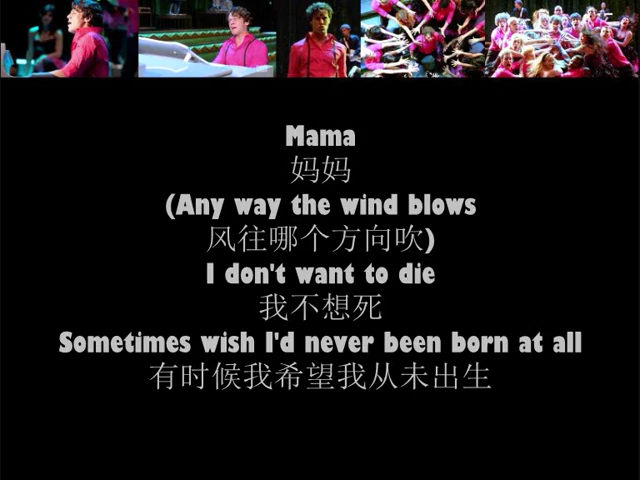 Mama
妈妈
(Any way the wind blows
风往哪个方向吹)
I don't want to die
我不想死
Sometimes wish I'd never been born at all
有时候我希望我从未出生